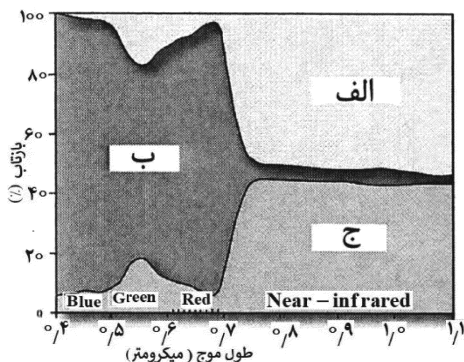 ۱۰۰
۸۰
۶۰
۴۰
۲۰
۰
بازتاب (٪)
الف
ب
ج
Blue Green Red Near-infrared
۰٫۴ ۰٫۵ ۰٫۶ ۰٫۷ ۰٫۸ ۰٫۹ ۱٫۰ ۱٫۱
طول موج (میکرومتر)